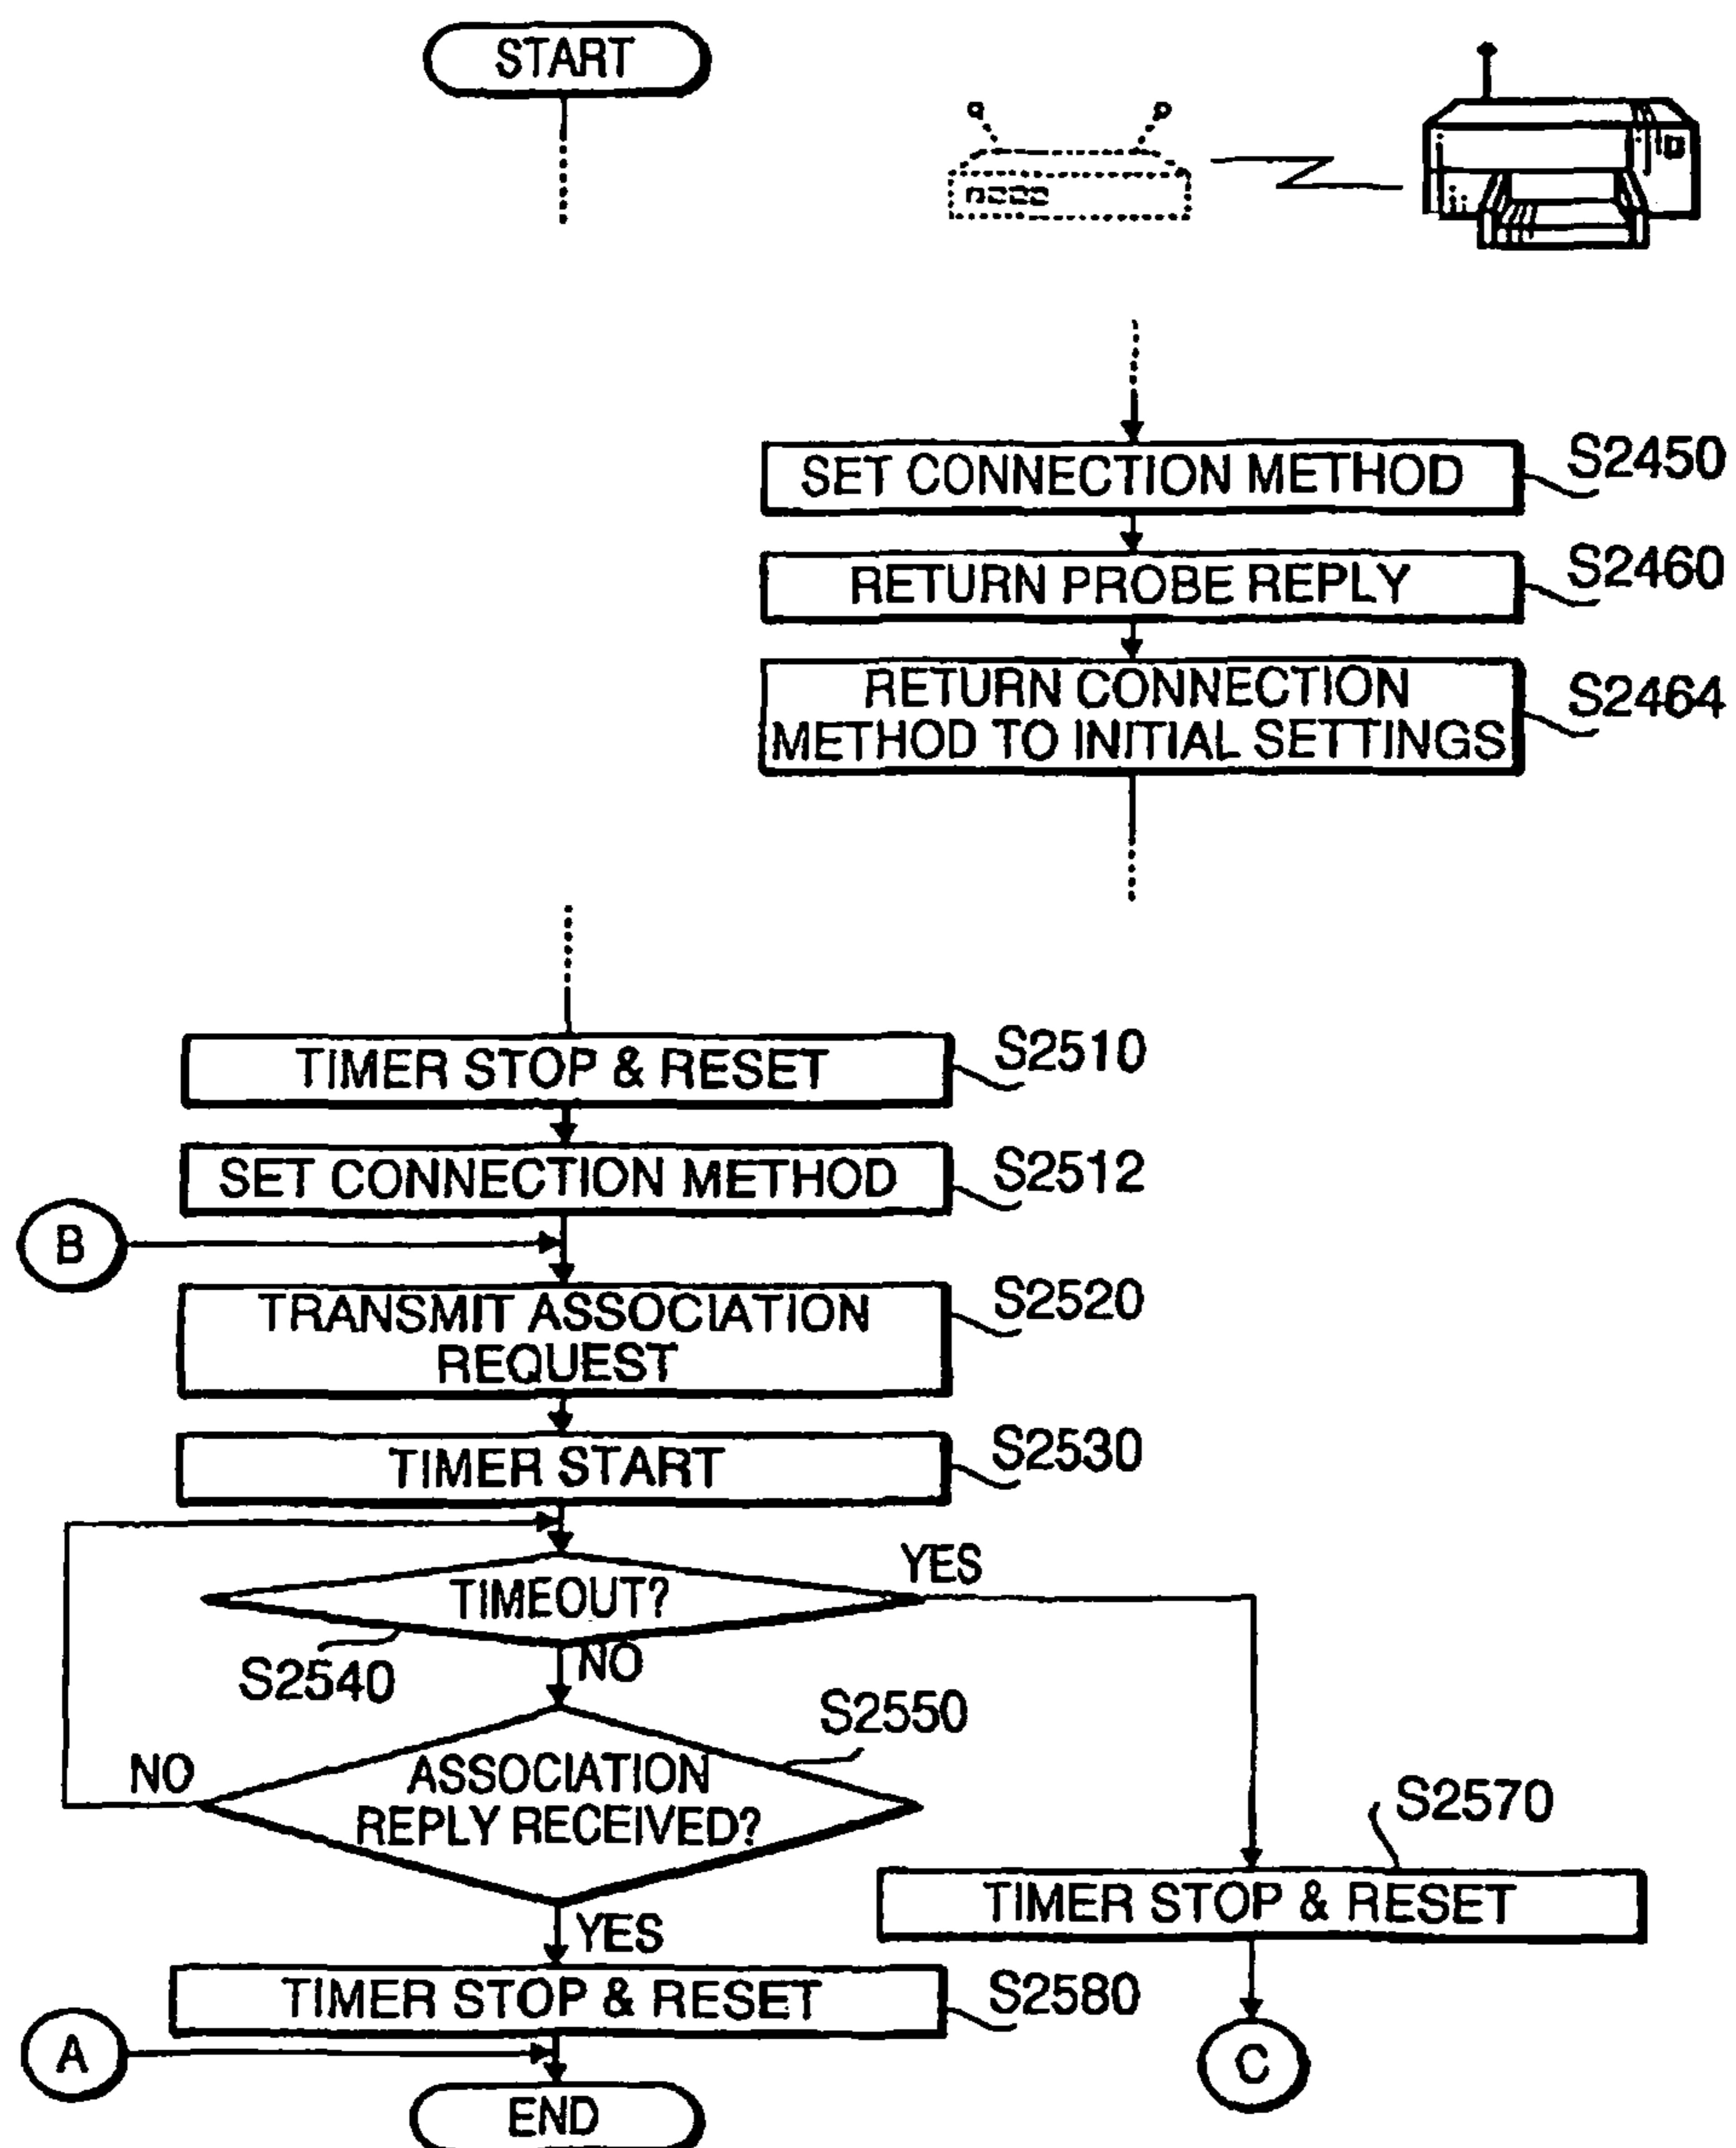 START
SET CONNECTION METHOD
S2450
RETURN PROBE REPLY
S2460
RETURN CONNECTION
METHOD TO INITIAL SETTINGS
S2464
TIMER STOP & RESET
S2510
SET CONNECTION METHOD
S2512
B
TRANSMIT ASSOCIATION
REQUEST
S2520
TIMER START
S2530
TIMEOUT?
YES
S2540
NO
S2550
ASSOCIATION
REPLY RECEIVED?
NO
YES
S2570
TIMER STOP & RESET
TIMER STOP & RESET
S2580
A
C
END